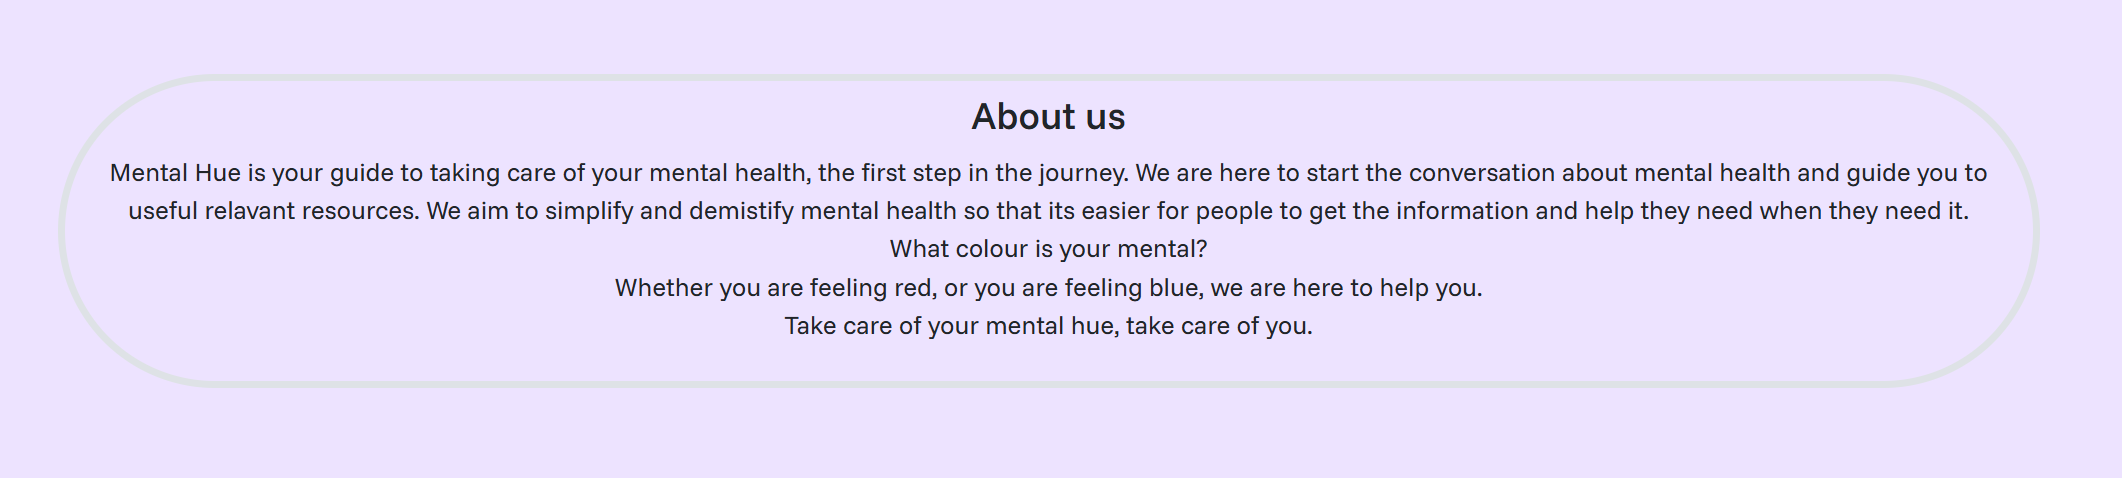 About us
Mental Hue is your guide to taking care of your mental health, the first step in the journey. We are here to start the conversation about mental health and guide you to
useful relavant resources. We aim to simplify and demistify mental health so that its easier for people to get the information and help they need when they need it.
What colour is your mental?
Whether you are feeling red, or you are feeling blue, we are here to help you.
Take care of your mental hue, take care of you.